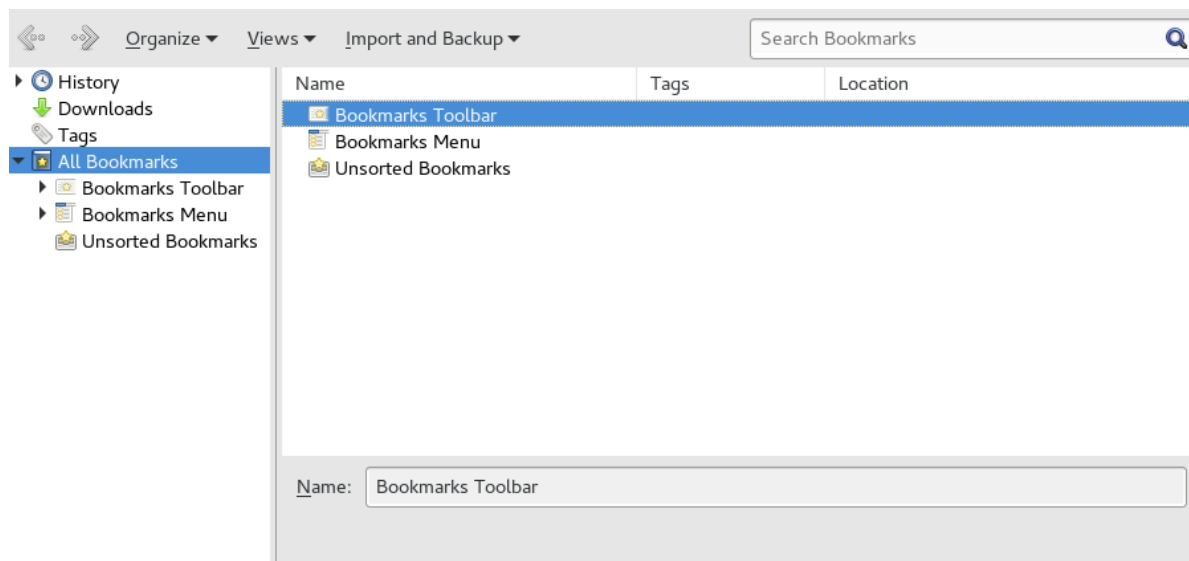 Organize Views Import and Backup Search Bookmarks
History
Downloads
Tags
All Bookmarks
Bookmarks Toolbar
Bookmarks Menu
Unsorted Bookmarks
Name Tags Location
Bookmarks Toolbar
Bookmarks Menu
Unsorted Bookmarks
Name: Bookmarks Toolbar